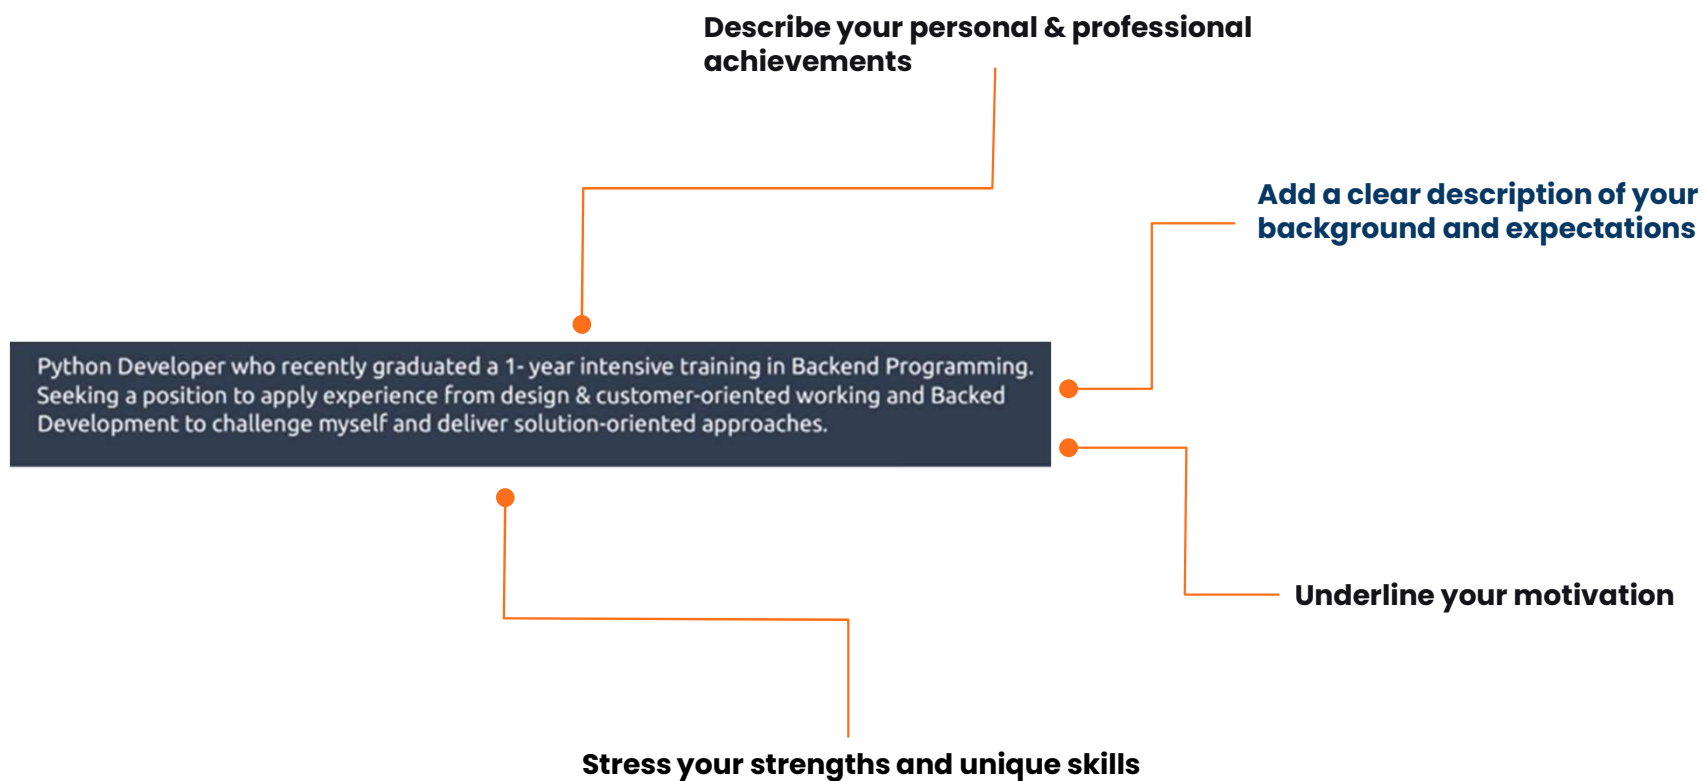 Describe your personal & professional
achievements
Add a clear description of your
background and expectations
Python Developer who recently graduated a 1- year intensive training in Backend Programming.
Seeking a position to apply experience from design & customer-oriented working and Backed
Development to challenge myself and deliver solution-oriented approaches.
Underline your motivation
Stress your strengths and unique skills